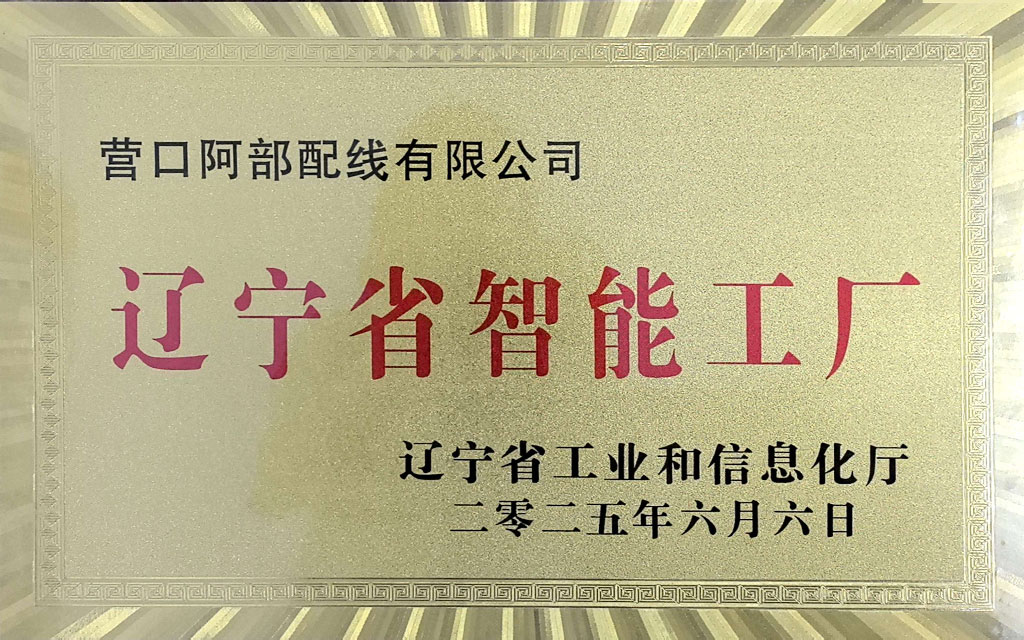 营口阿部配线有限公司
辽宁省智能工厂
辽宁省工业和信息化厅
二零二五年六月六日